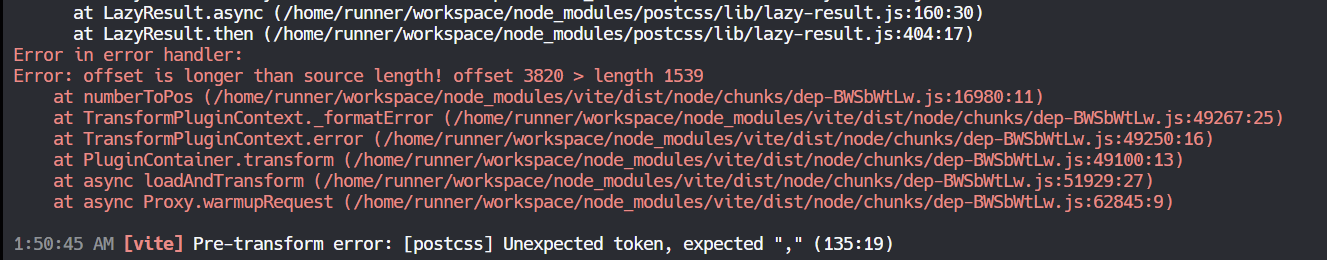 at LazyResult.async (/home/runner/workspace/node_modules/postcss/lib/lazy-result.js:160:30)
at LazyResult.then (/home/runner/workspace/node_modules/postcss/lib/lazy-result.js:404:17)
Error in error handler:
Error: offset is longer than source length! offset 3820 > length 1539
at numberToPos (/home/runner/workspace/node_modules/vite/dist/node/chunks/dep-BWSbWtLw.js:16980:11)
at TransformPluginContext._formatError (/home/runner/workspace/node_modules/vite/dist/node/chunks/dep-BWSbWtLw.js:49267:25)
at TransformPluginContext.error (/home/runner/workspace/node_modules/vite/dist/node/chunks/dep-BWSbWtLw.js:49250:16)
at PluginContainer.transform (/home/runner/workspace/node_modules/vite/dist/node/chunks/dep-BWSbWtLw.js:49100:13)
at async loadAndTransform (/home/runner/workspace/node_modules/vite/dist/node/chunks/dep-BWSbWtLw.js:51929:27)
at async Proxy.warmupRequest (/home/runner/workspace/node_modules/vite/dist/node/chunks/dep-BWSbWtLw.js:62845:9)
1:50:45 AM [vite] Pre-transform error: [postcss] Unexpected token, expected "," (135:19)